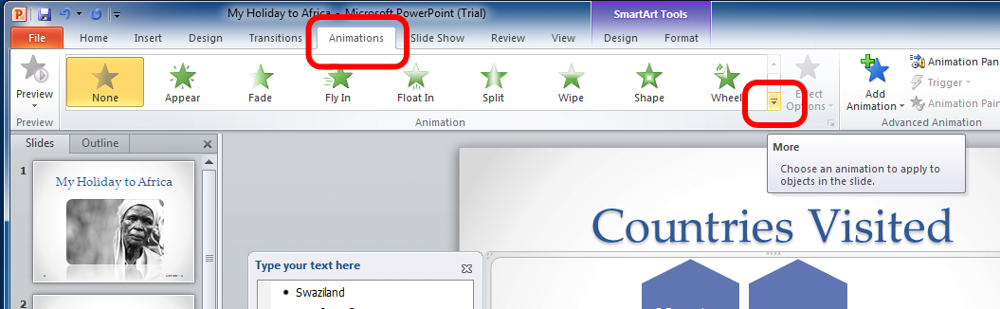 My Holiday to Africa - Microsoft PowerPoint (Trial)
SmartArt Tools
File Home Insert Design Transitions Animations Slide Show Review View Design Format
Preview
None Appear Fade Fly In Float In Split Wipe Shape Wheel
Effect Options
Add Animation
Animation Pan
Trigger
Animation Pain
Preview Animation Advanced Animation
Slides Outline
More
Choose an animation to apply to
objects in the slide.
1
My Holiday to Africa
Countries Visited
Type your text here
Swaziland
2